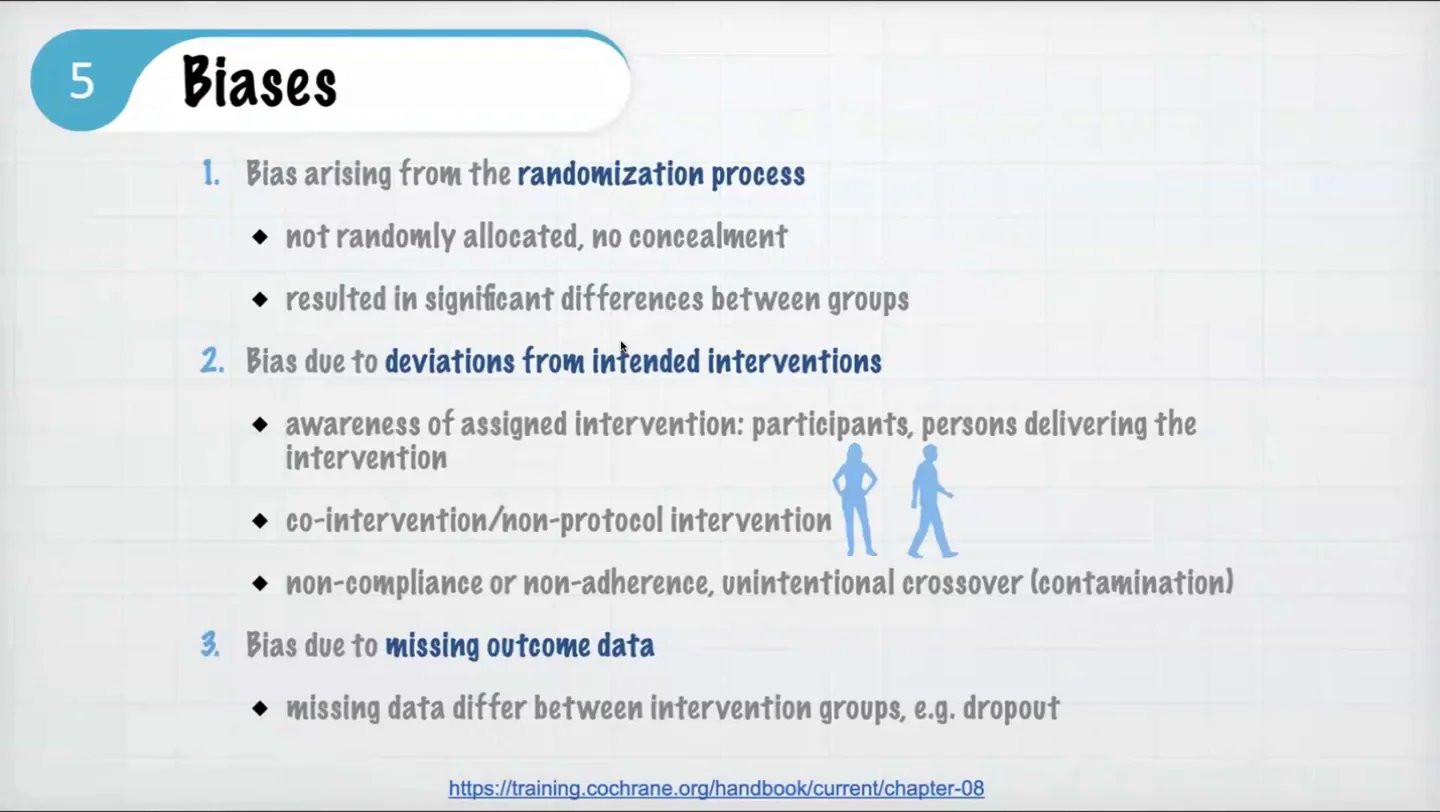 5
Biases
1. Bias arising from the randomization process
◆ not randomly allocated, no concealment
◆ resulted in significant differences between groups
2. Bias due to deviations from intended interventions
◆ awareness of assigned intervention: participants, persons delivering the
intervention
◆ co-intervention/non-protocol intervention
◆ non-compliance or non-adherence, unintentional crossover (contamination)
3. Bias due to missing outcome data
◆ missing data differ between intervention groups, e.g. dropout
https://training.cochrane.org/handbook/current/chapter-08